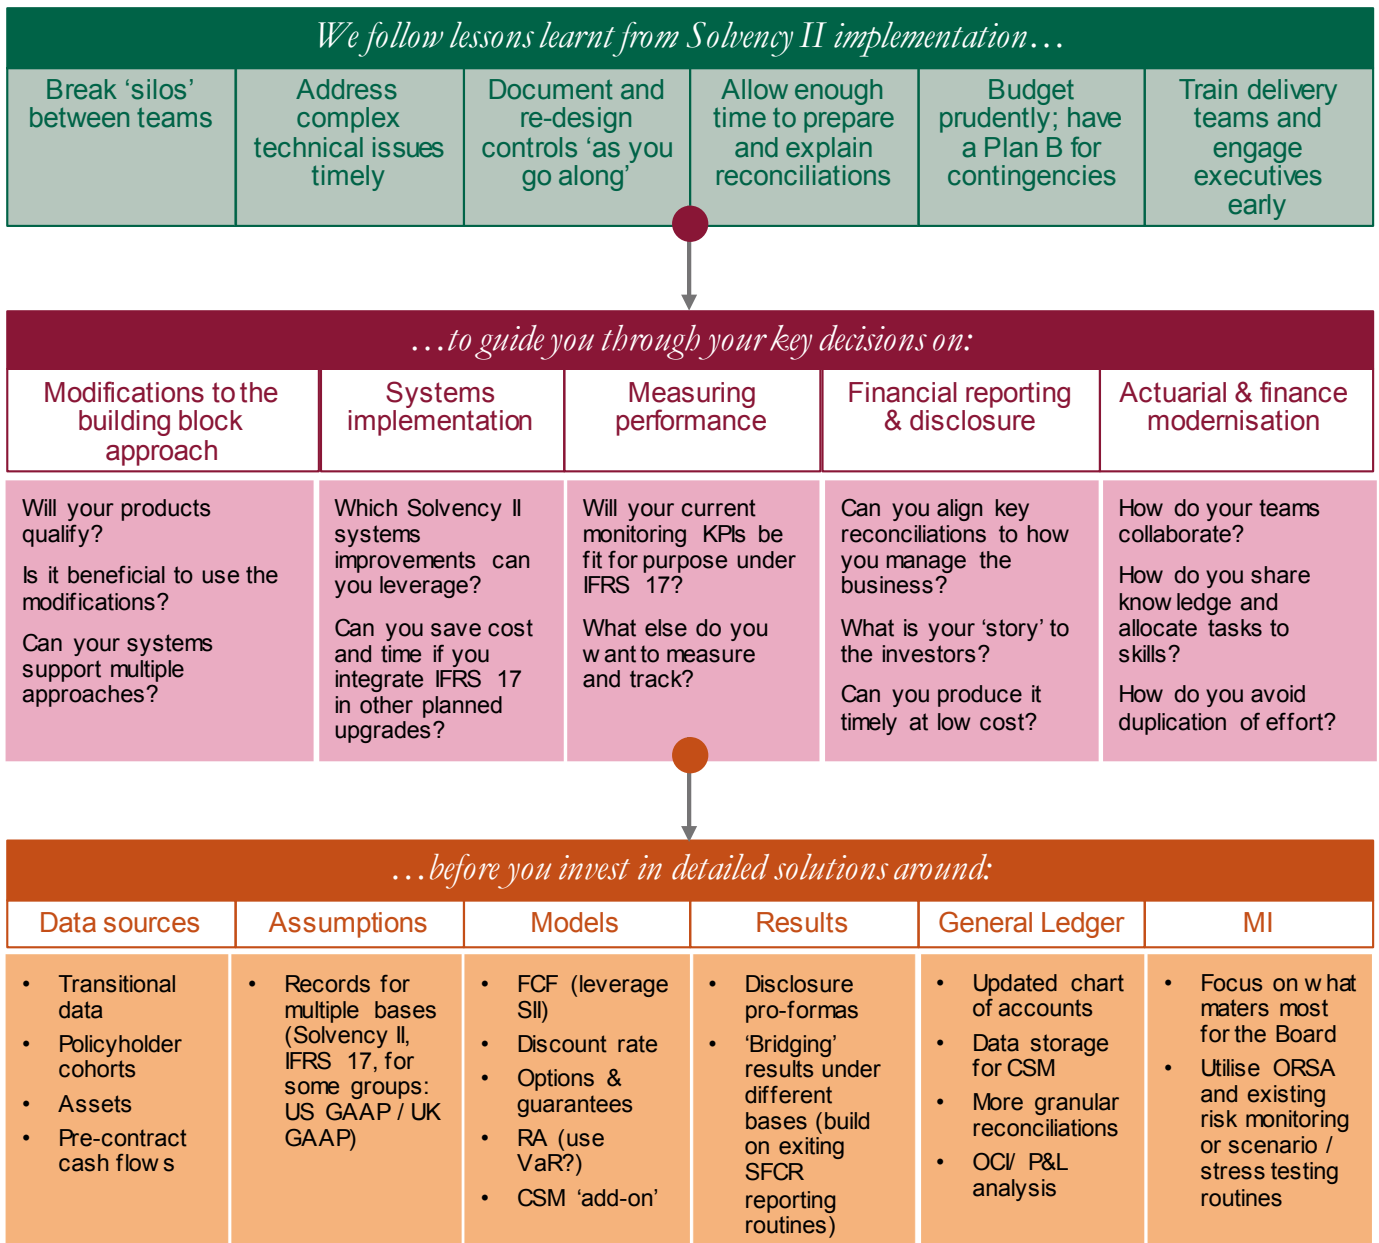 We follow lessons learnt from Solvency II implementation…
Break ‘silos’
between teams
Address
complex
technical issues
timely
Document and
re-design
controls ‘as you
go along’
Allow enough
time to prepare
and explain
reconciliations
Budget
prudently; have
a Plan B for
contingencies
Train delivery
teams and
engage
executives
early
…to guide you through your key decisions on:
Modifications to the
building block
approach
Systems
implementation
Measuring
performance
Financial reporting
& disclosure
Actuarial & finance
modernisation
Will your products
qualify?
Is it beneficial to use the
modifications?
Can your systems
support multiple
approaches?
Which Solvency II
systems
improvements can
you leverage?
Can you save cost
and time if you
integrate IFRS 17
in other planned
upgrades?
Will your current
monitoring KPIs be
fit for purpose under
IFRS 17?
What else do you
want to measure
and track?
Can you align key
reconciliations to how
you manage the
business?
What is your ‘story’ to
the investors?
Can you produce it
timely at low cost?
How do your teams
collaborate?
How do you share
knowledge and
allocate tasks to
skills?
How do you avoid
duplication of effort?
…before you invest in detailed solutions around:
Data sources
Assumptions
Models
Results
General Ledger
MI
• Transitional
data
• Policyholder
cohorts
• Assets
• Pre-contract
cash flows
• Records for
multiple bases
(Solvency II,
IFRS 17, for
some groups:
US GAAP / UK
GAAP)
• FCF (leverage
SII)
• Discount rate
• Options &
guarantees
• RA (use
VaR?)
• CSM ‘add-on’
• Disclosure
pro-formas
• ‘Bridging’
results under
different
bases (build
on exiting
SFCR
reporting
routines)
• Updated chart
of accounts
• Data storage
for CSM
• More granular
reconciliations
• OCI/ P&L
analysis
• Focus on what
maters most
for the Board
• Utilise ORSA
and existing
risk monitoring
or scenario /
stress testing
routines